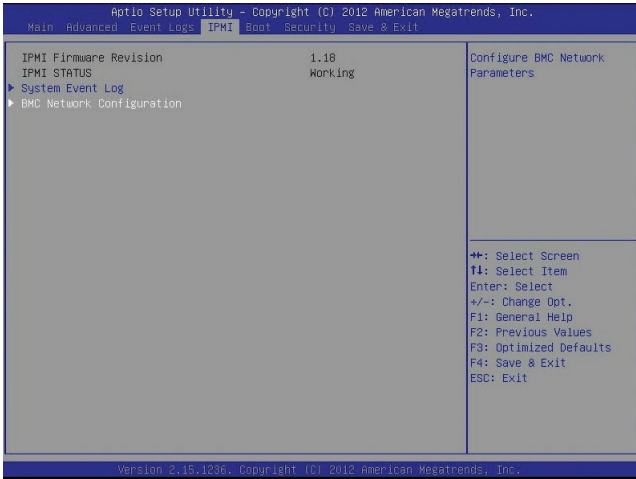 Aptio Setup Utility - Copyright (C) 2012 American Megatrends, Inc.
Main Advanced Event Logs IPMI Boot Security Save & Exit
IPMI Firmware Revision 1.18
IPMI STATUS Working
System Event Log
BMC Network Configuration
Configure BMC Network
Parameters
→←: Select Screen
↑↓: Select Item
Enter: Select
+/-: Change Opt.
F1: General Help
F2: Previous Values
F3: Optimized Defaults
F4: Save & Exit
ESC: Exit
Version 2.15.1236. Copyright (C) 2012 American Megatrends, Inc.